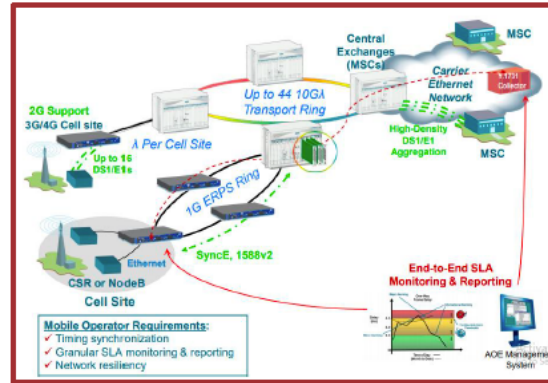 MSC
Central
Exchanges
(MSCs)
Carrier
Ethernet
Network
Y.1731
Collector
Up to 44 10Gλ
Transport Ring
2G Support
3G/4G Cell site
λ Per Cell Site
High-Density
DS1/E1
Aggregation
MSC
Up to 16
DS1/E1s
1G ERPS Ring
SyncE, 1588v2
Ethernet
CSR or NodeB
Cell Site
End-to-End SLA
Monitoring & Reporting
Mobile Operator Requirements:
✓ Timing synchronization
✓ Granular SLA monitoring & reporting
✓ Network resiliency
AOE Management
System